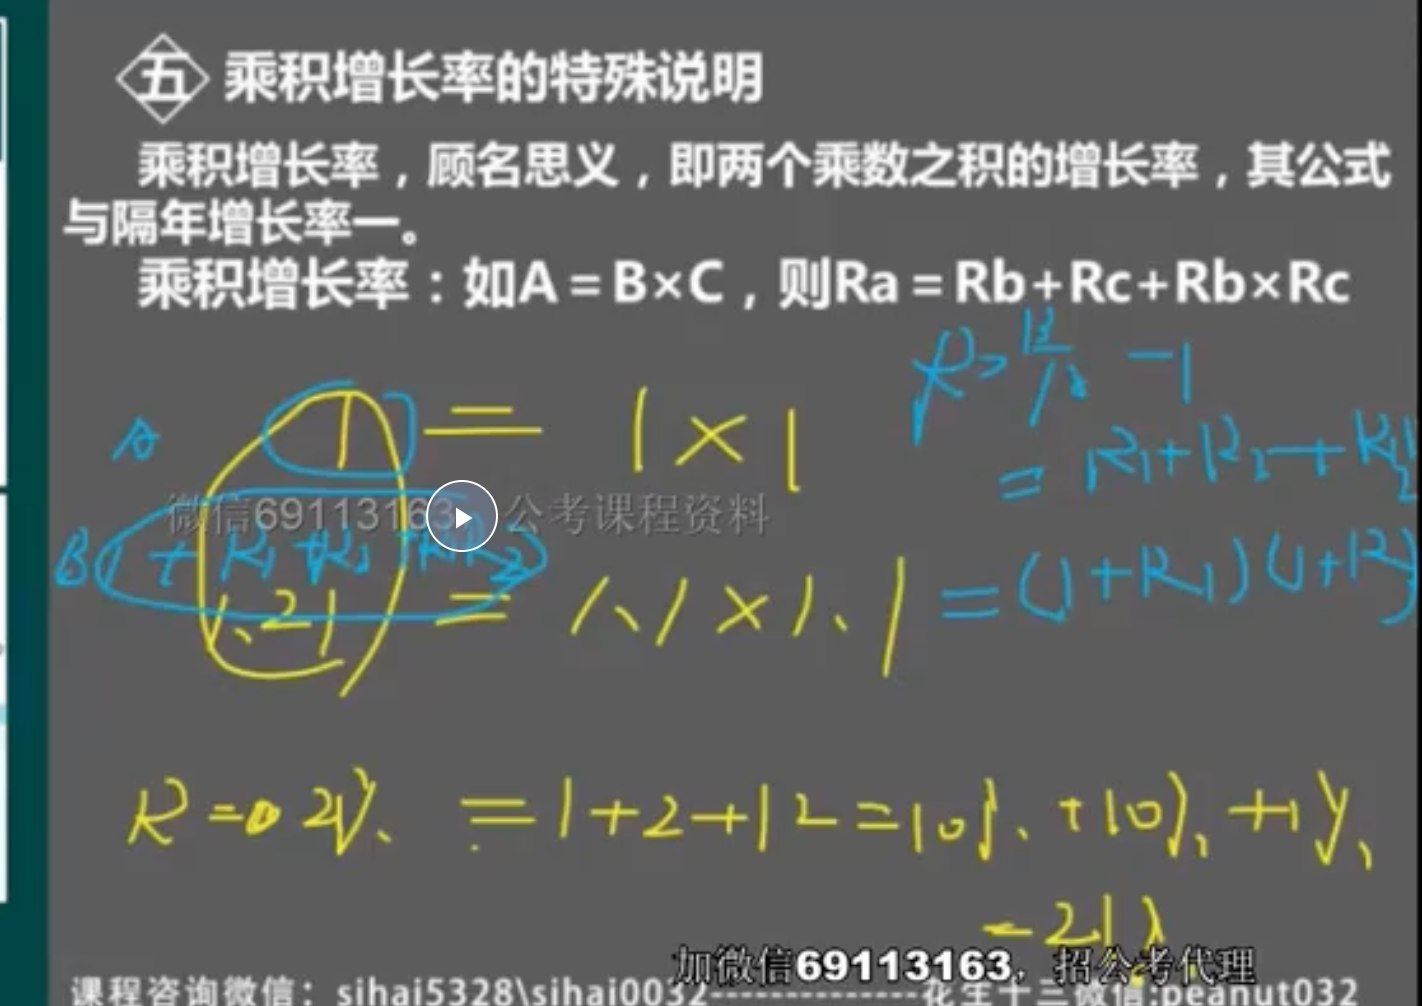 五 乘积增长率的特殊说明
乘积增长率，顾名思义，即两个乘数之积的增长率，其公式
与隔年增长率一。
乘积增长率：如A＝B×C，则Ra＝Rb+Rc+Rb×Rc
R= B/A -1
A 1 = 1×1
= R1+R2+R1R2
微信69113163 公考课程资料
B 1+R1+R2+R1R2
1.21 = 1.1×1.1 =(1+R1)(1+R
R=21% =1+2+12=10%+10%+1%
=21%
加微信69113163，招公考代理
课程咨询微信：sihai5328\sihai0032--------------花生十三微信:peanut032